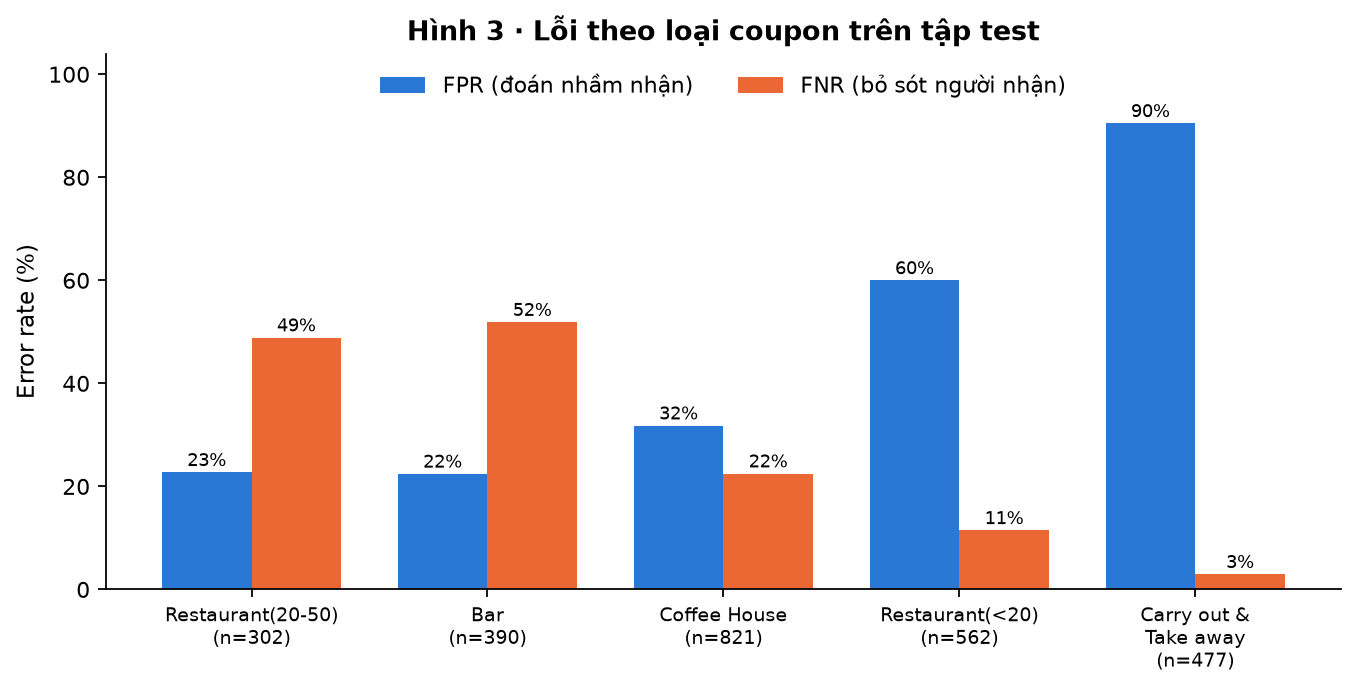 Hình 3 · Lỗi theo loại coupon trên tập test
FPR (đoán nhầm nhận)
FNR (bỏ sót người nhận)
Error rate (%)
100
80
60
40
20
0
23%
49%
22%
52%
32%
22%
60%
11%
90%
3%
Restaurant(20-50)
(n=302)
Bar
(n=390)
Coffee House
(n=821)
Restaurant(<20)
(n=562)
Carry out &
Take away
(n=477)